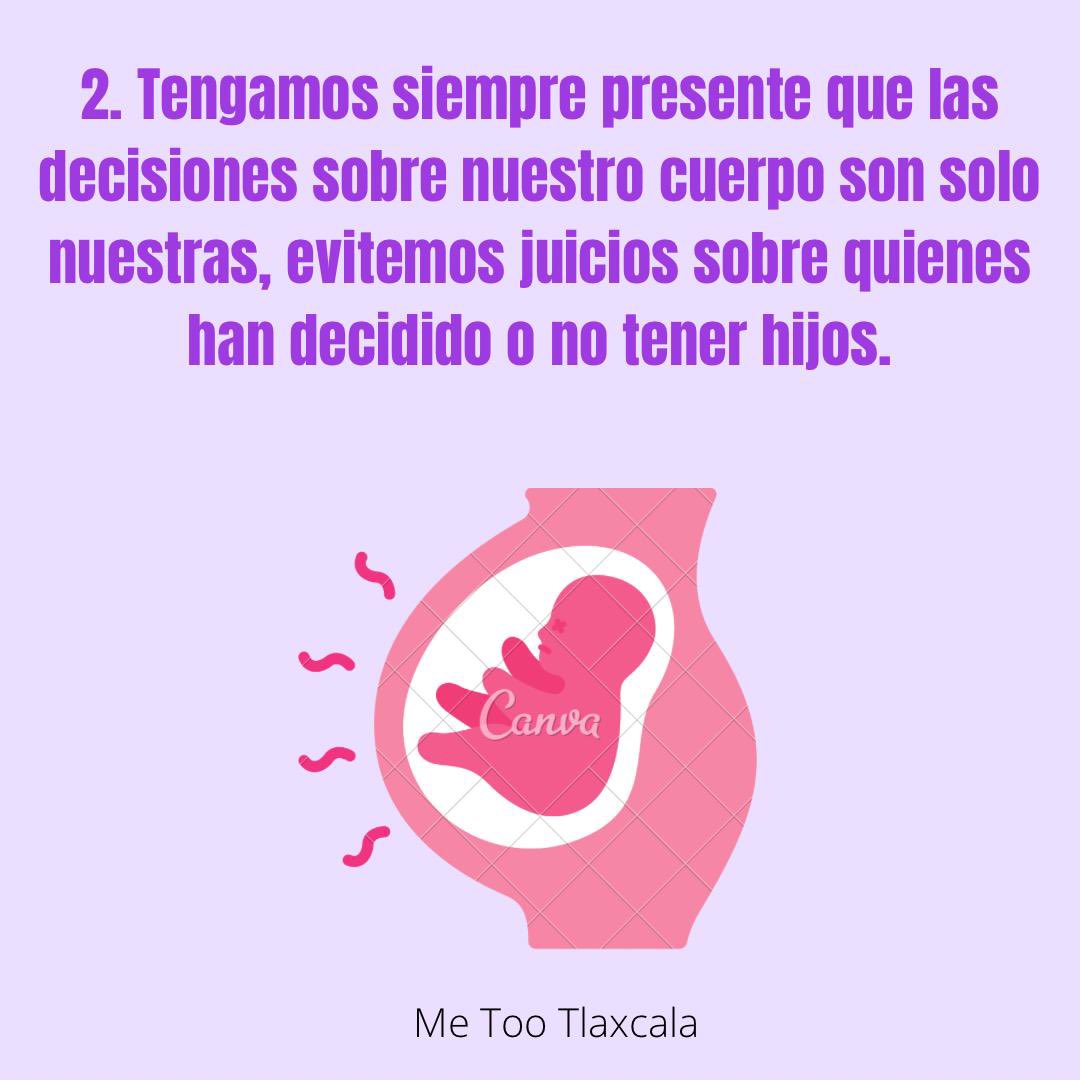 2. Tengamos siempre presente que las
decisiones sobre nuestro cuerpo son solo
nuestras, evitemos juicios sobre quienes
han decidido o no tener hijos.
Canva
Me Too Tlaxcala